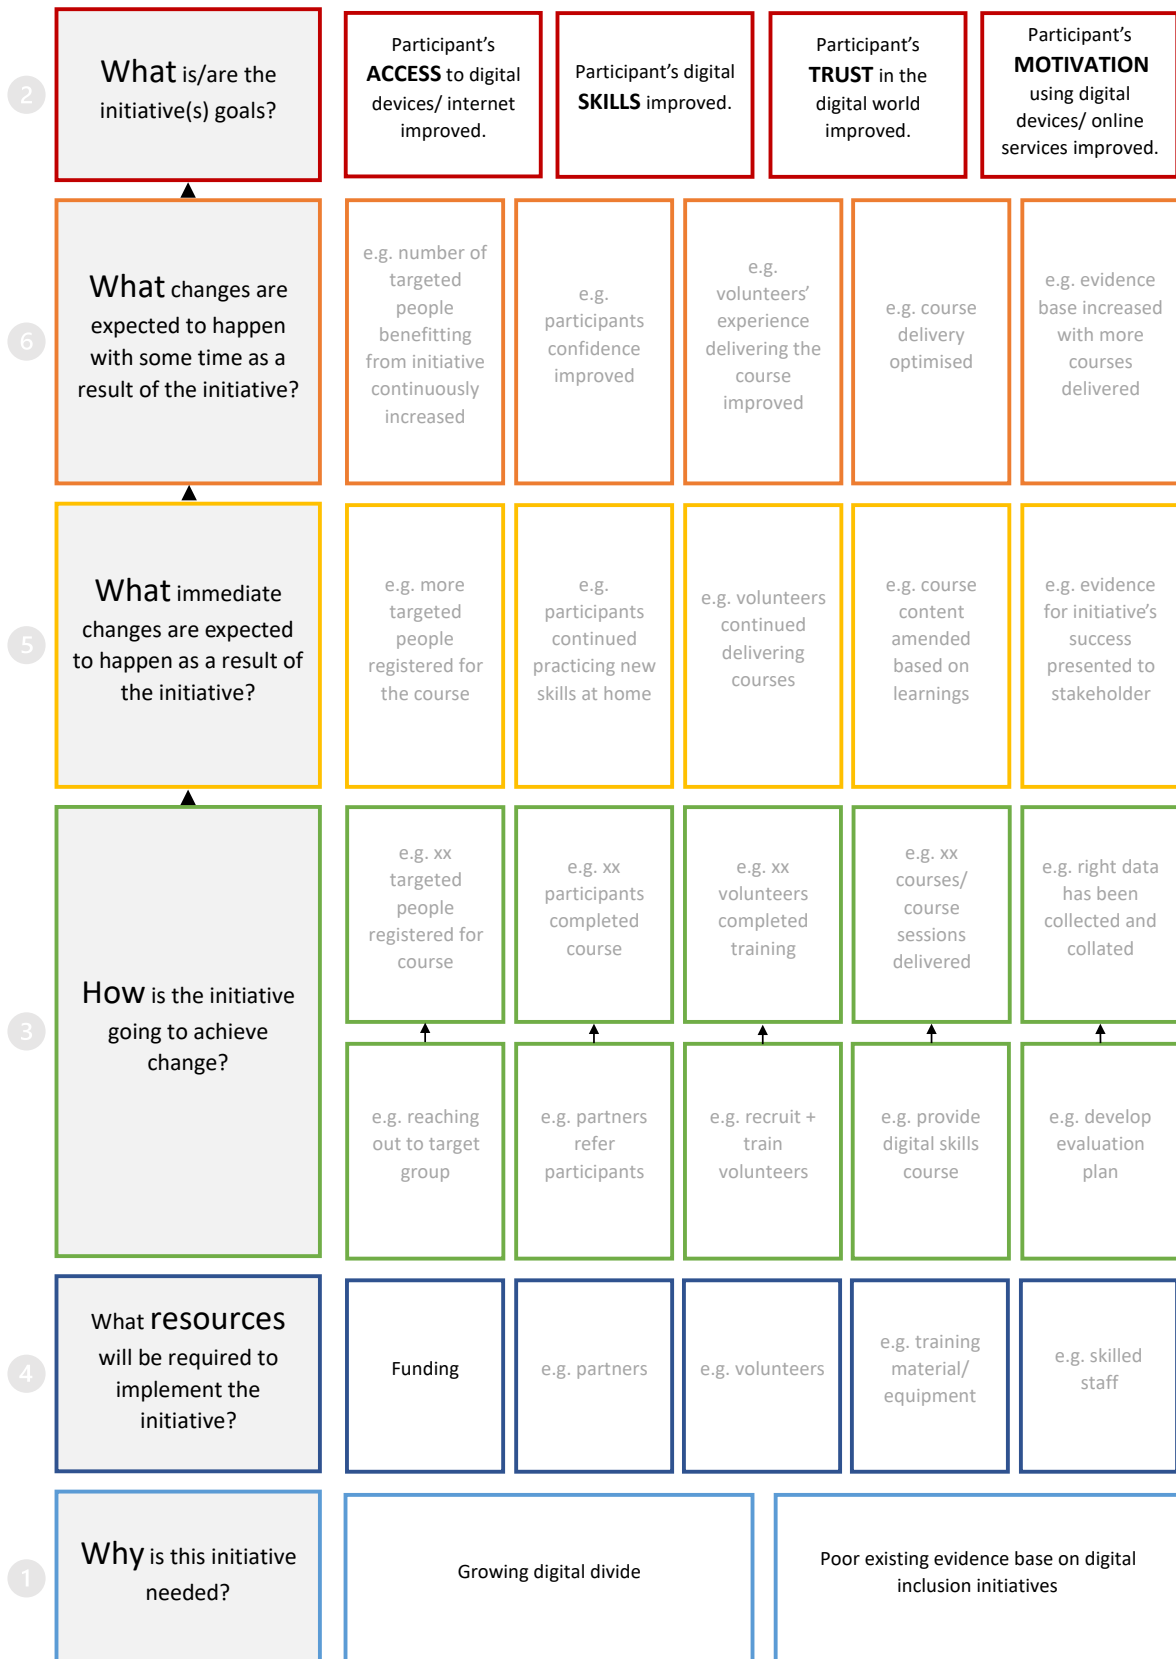 2
What is/are the
initiative(s) goals?
Participant’s
ACCESS to digital
devices/ internet
improved.
Participant’s digital
SKILLS improved.
Participant’s
TRUST in the
digital world
improved.
Participant’s
MOTIVATION
using digital
devices/ online
services improved.
6
What changes are
expected to happen
with some time as a
result of the initiative?
e.g. number of
targeted
people
benefitting
from initiative
continuously
increased
e.g.
participants
confidence
improved
e.g.
volunteers’
experience
delivering the
course
improved
e.g. course
delivery
optimised
e.g. evidence
base increased
with more
courses
delivered
5
What immediate
changes are expected
to happen as a result of
the initiative?
e.g. more
targeted
people
registered for
the course
e.g.
participants
continued
practicing new
skills at home
e.g. volunteers
continued
delivering
courses
e.g. course
content
amended
based on
learnings
e.g. evidence
for initiative’s
success
presented to
stakeholder
3
How is the initiative
going to achieve
change?
e.g. xx
targeted
people
registered for
course
e.g. xx
participants
completed
course
e.g. xx
volunteers
completed
training
e.g. xx
courses/
course
sessions
delivered
e.g. right data
has been
collected and
collated
e.g. reaching
out to target
group
e.g. partners
refer
participants
e.g. recruit +
train
volunteers
e.g. provide
digital skills
course
e.g. develop
evaluation
plan
4
What resources
will be required to
implement the
initiative?
Funding
e.g. partners
e.g. volunteers
e.g. training
material/
equipment
e.g. skilled
staff
1
Why is this initiative
needed?
Growing digital divide
Poor existing evidence base on digital
inclusion initiatives